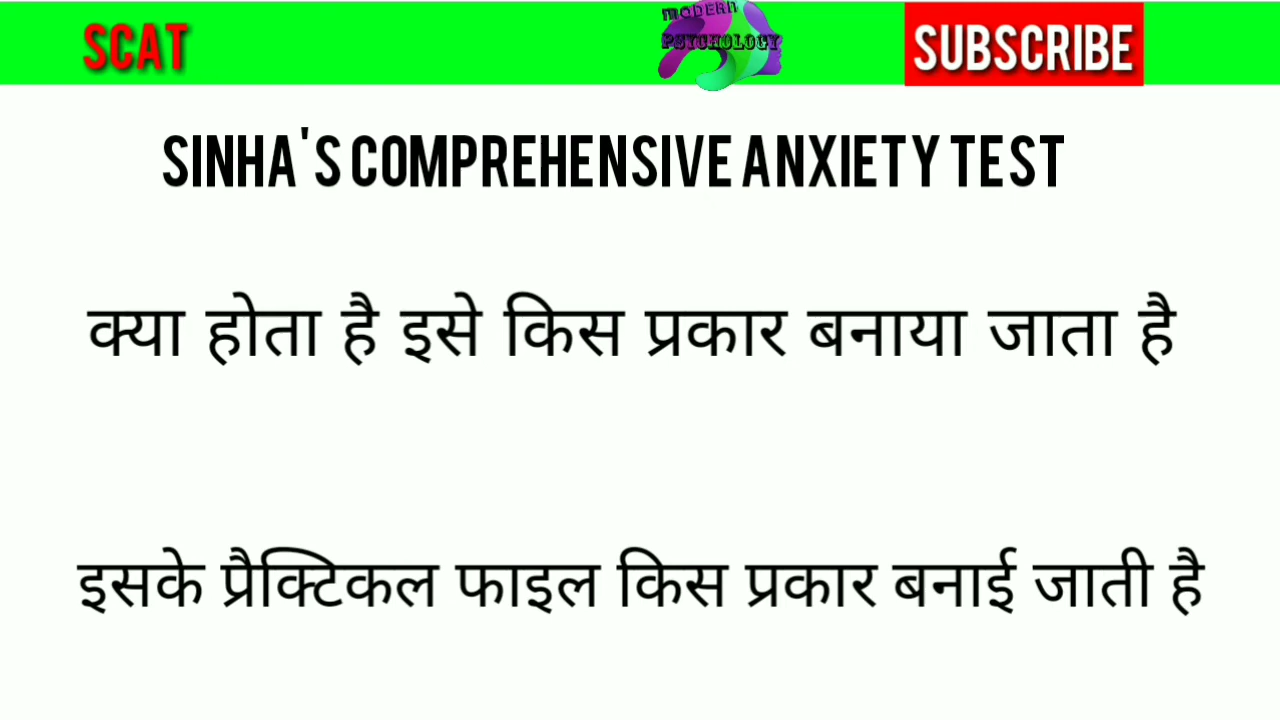 SCAT
MODERN
PSYCHOLOGY
SUBSCRIBE
SINHA'S COMPREHENSIVE ANXIETY TEST
क्या होता है इसे किस प्रकार बनाया जाता है
इसके प्रैक्टिकल फाइल किस प्रकार बनाई जाती है